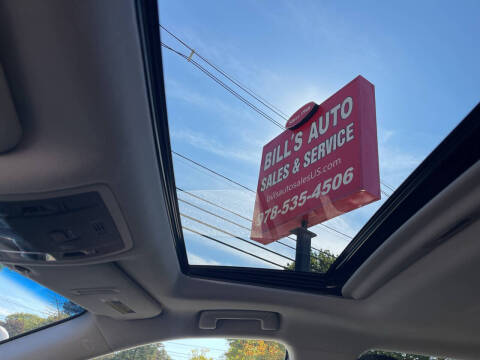 BILL'S AUTO
SALES & SERVICE
billsautosalesUS.com
978-535-4506